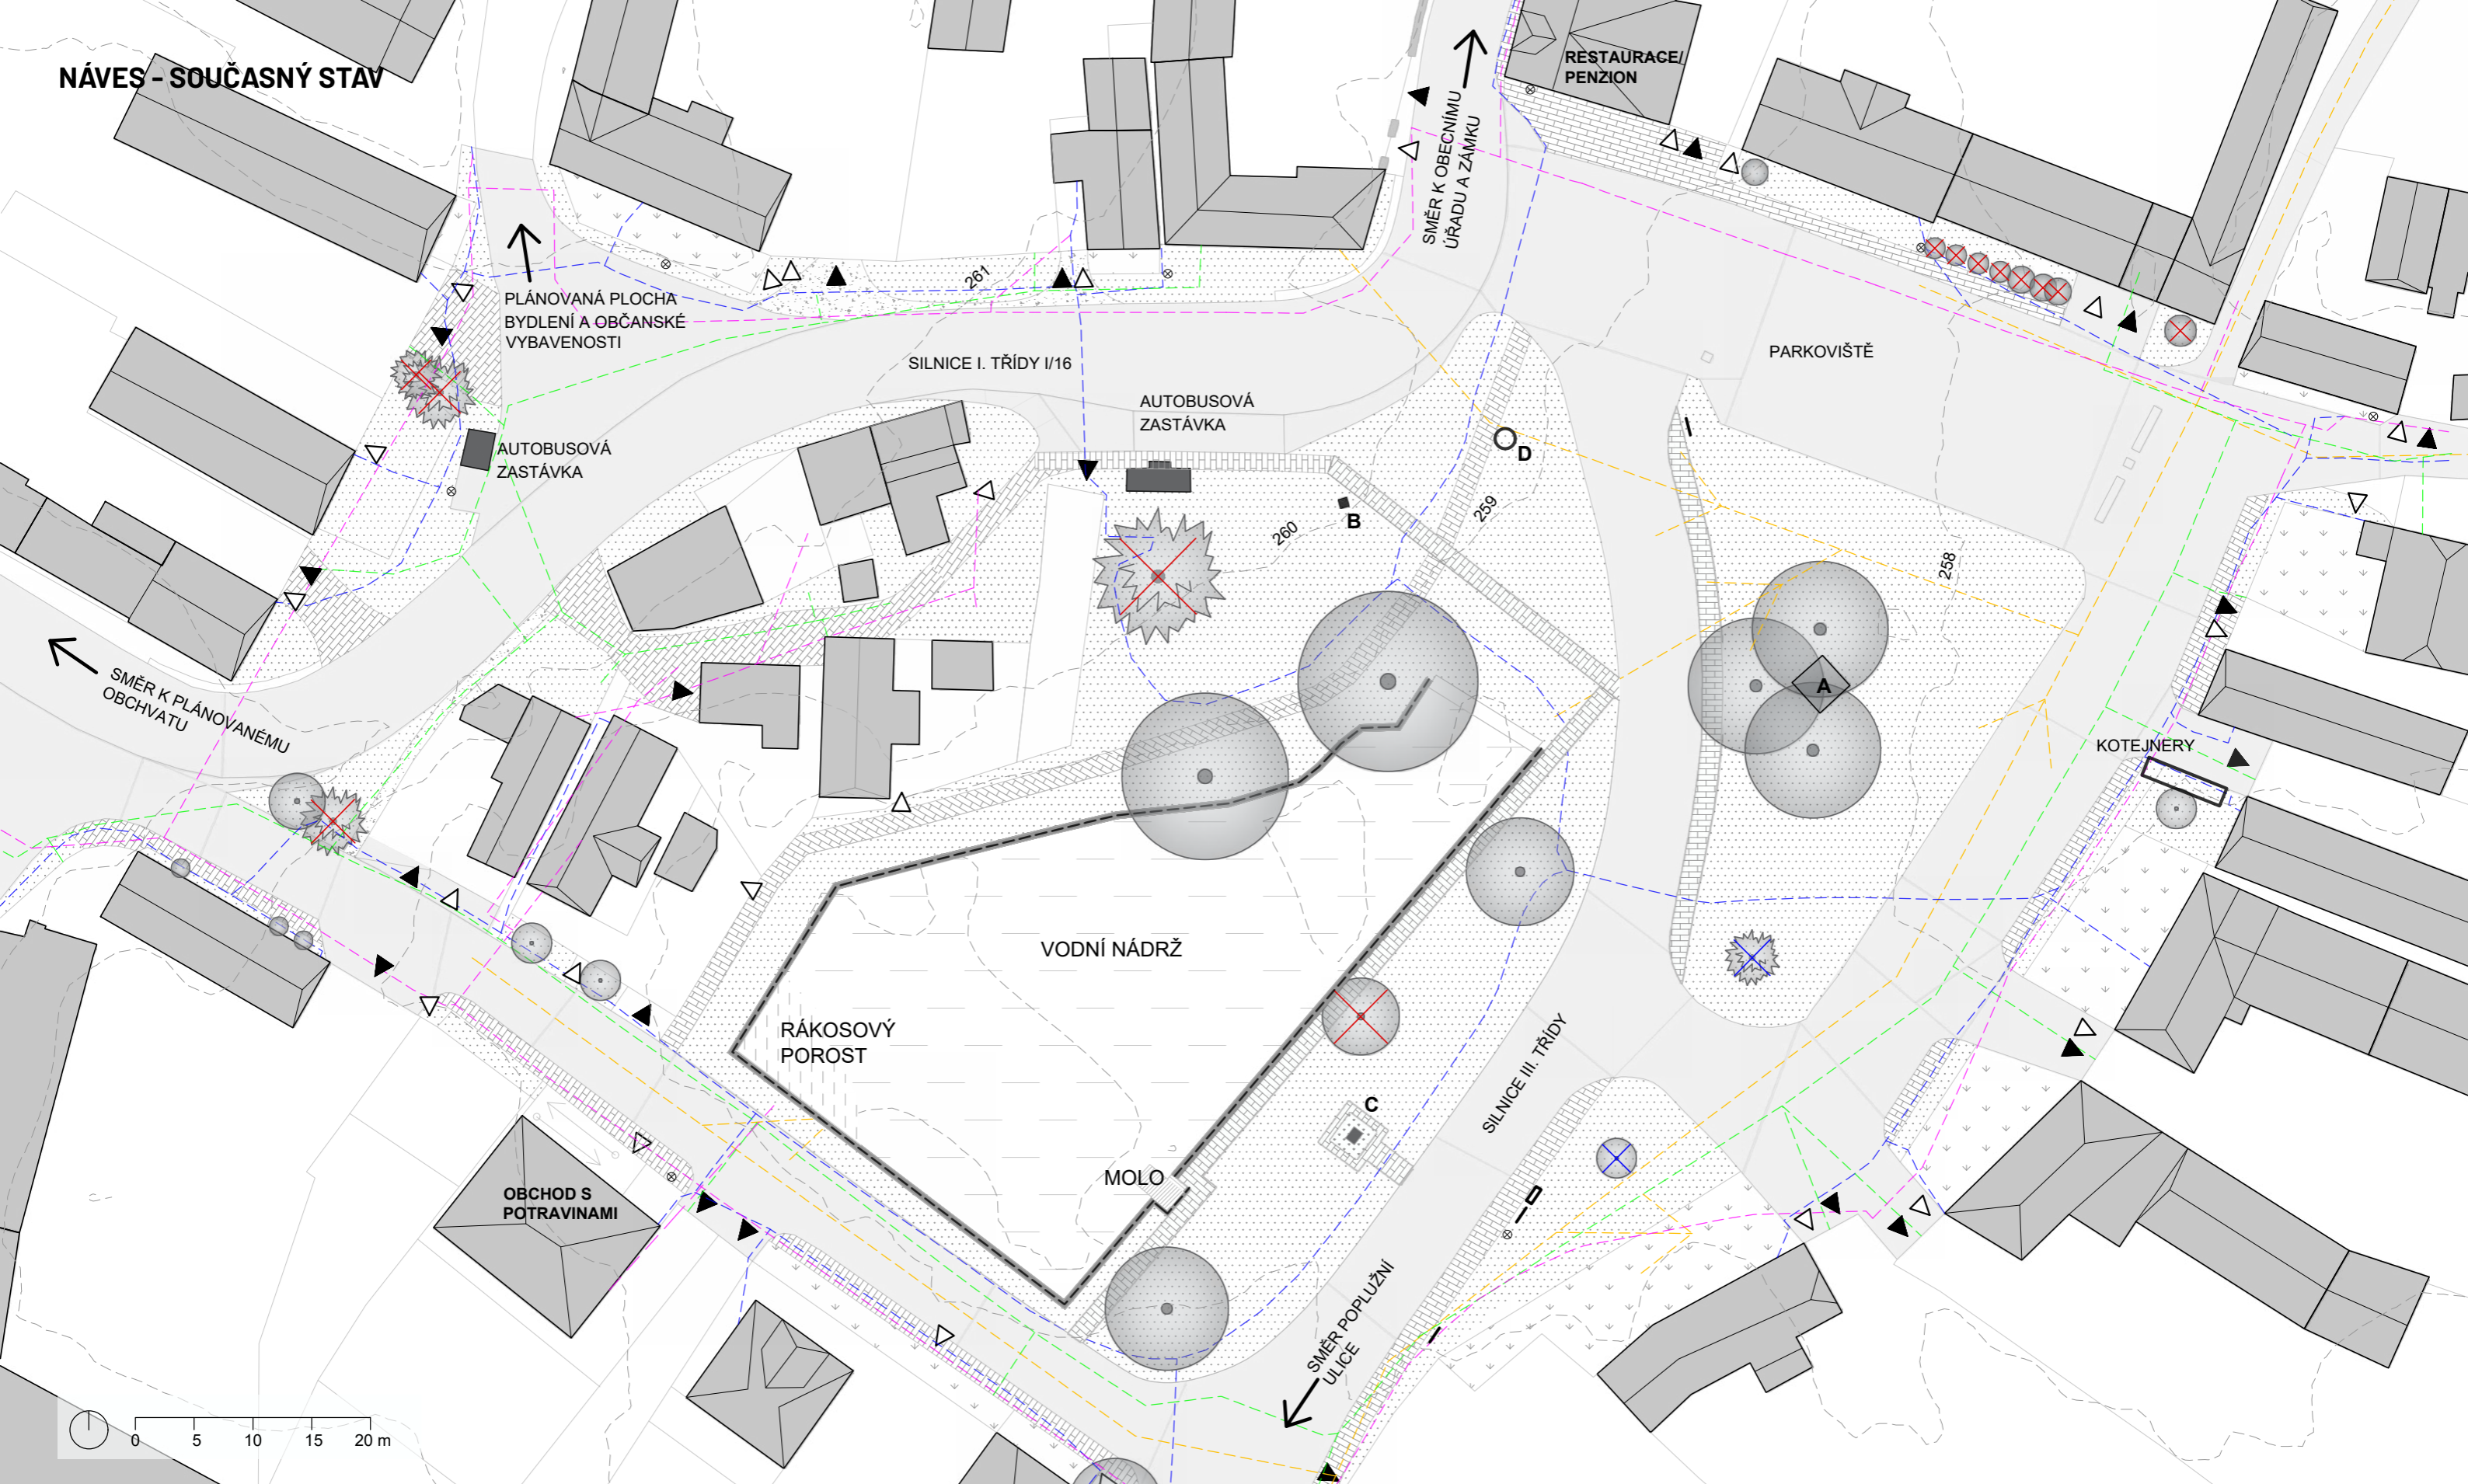 NÁVES - SOUČASNÝ STAV
RESTAURACE/
PENZION
SMĚR K OBECNÍMU
ÚŘADU A ZÁMKU
261
PLÁNOVANÁ PLOCHA
BYDLENÍ A OBČANSKÉ
VYBAVENOSTI
SILNICE I. TŘÍDY I/16
PARKOVIŠTĚ
AUTOBUSOVÁ
ZASTÁVKA
AUTOBUSOVÁ
ZASTÁVKA
D
B
259
260
258
SMĚR K PLÁNOVANÉMU
OBCHVATU
A
KOTEJNERY
VODNÍ NÁDRŽ
RÁKOSOVÝ
POROST
SILNICE III. TŘÍDY
C
MOLO
OBCHOD S
POTRAVINAMI
SMĚR POPLUŽNÍ
ULICE
0 5 10 15 20 m